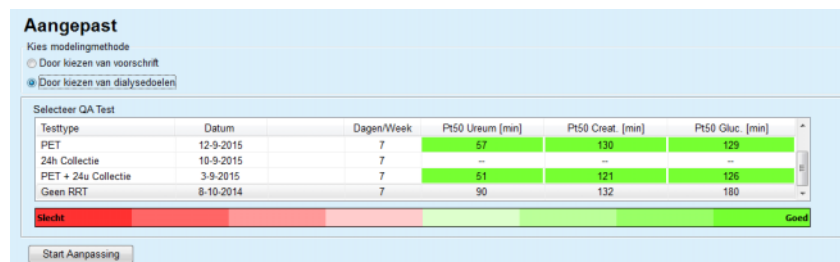 Aangepast
Kies modelingmethode
Door kiezen van voorschrift
Door kiezen van dialysedoelen
Selecteer QA Test
Testtype Datum Dagen/Week Pt50 Ureum [min] Pt50 Creat. [min] Pt50 Gluc. [min]
PET 12-9-2015 7 57 130 129
24h Collectie 10-9-2015 7 -- -- --
PET + 24u Collectie 3-9-2015 7 51 121 126
Geen RRT 8-10-2014 7 90 132 180
Slecht Goed
Start Aanpassing